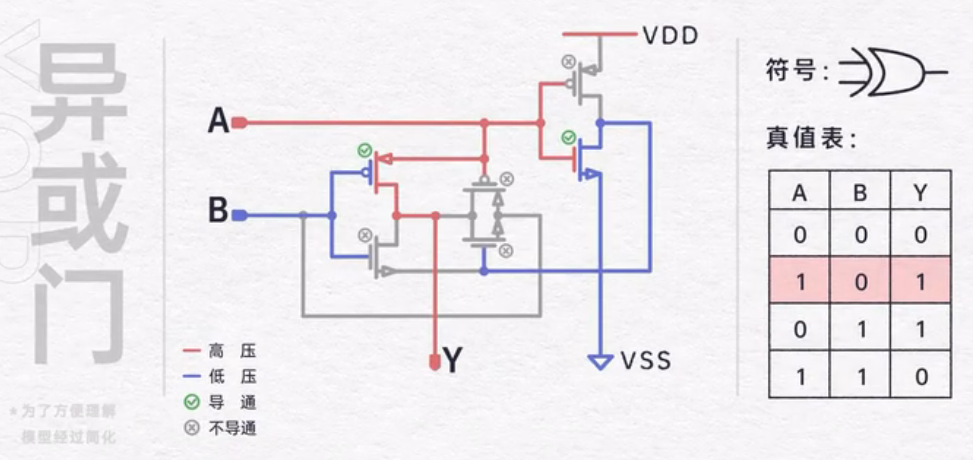 异或门
*为了方便理解
模型经过简化
A
B
Y
VDD
VSS
高 压
低 压
导 通
不导通
符号:
真值表:
A B Y
0 0 0
1 0 1
0 1 1
1 1 0